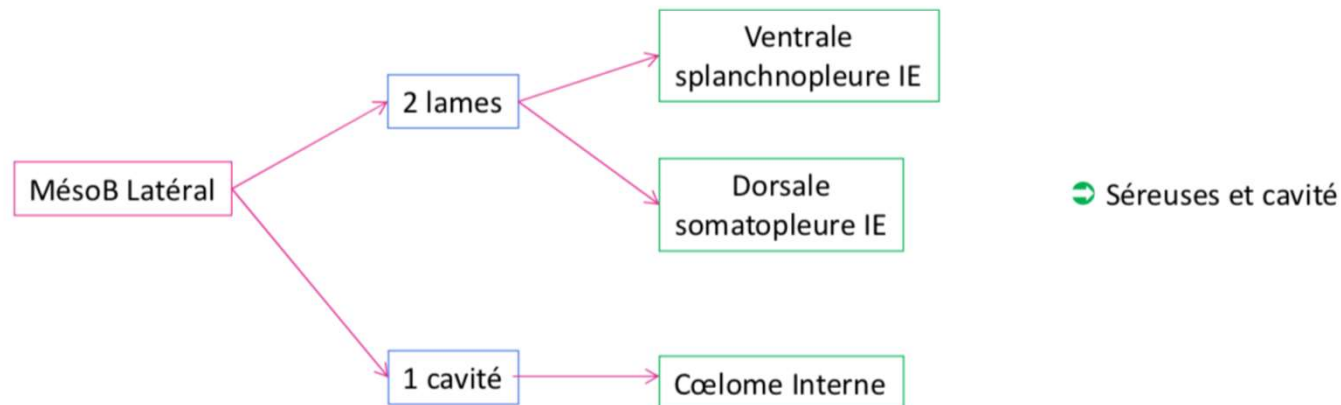 Ventrale
splanchnopleure IE
2 lames
MésoB Latéral
Dorsale
somatopleure IE
Séreuses et cavité
1 cavité
Cœlome Interne